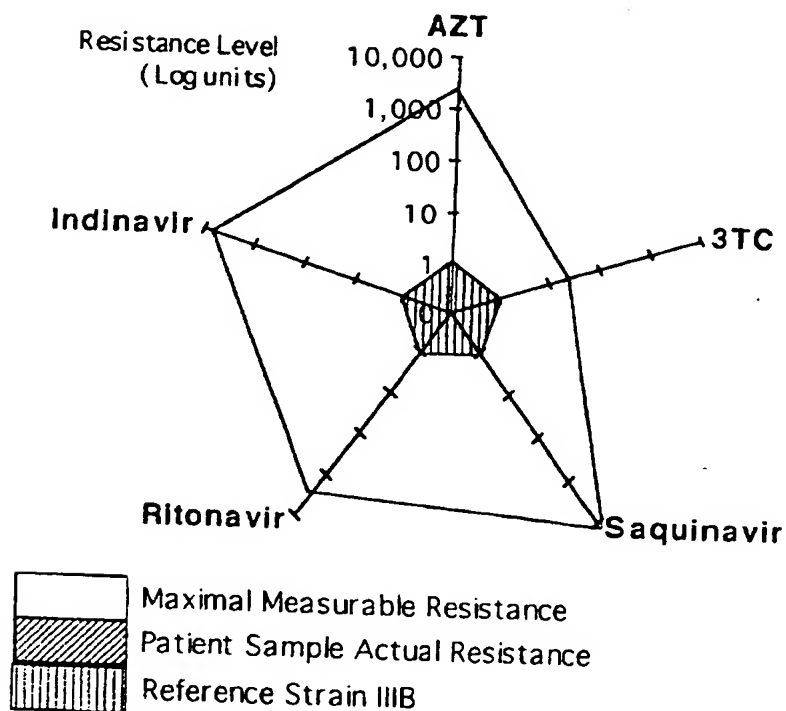 AZT
Resistance Level
(Log units)
10,000
1,000
100
10
1
0
Indinavir
3TC
Ritonavir
Saquinavir
Maximal Measurable Resistance
Patient Sample Actual Resistance
Reference Strain IIIB